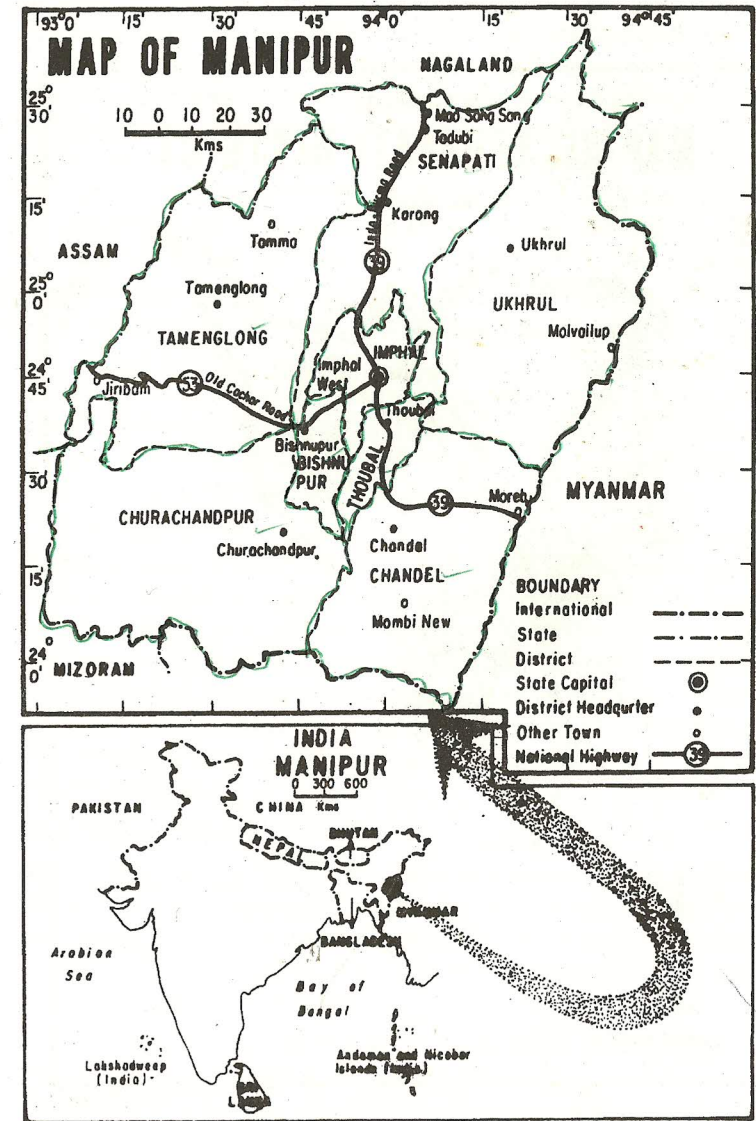 93° 0' 15' 30' 45' 94° 0' 15' 30' 94° 45'
MAP OF MANIPUR
NAGALAND
25°
30'
10 0 10 20 30
Kms
Mao Song Song
Tadubi
SENAPATI
15'
Karong
Tamma
Ukhrul
ASSAM
39
25°
0'
Tamenglong
UKHRUL
TAMENGLONG
Molvailup
IMPHAL
Imphal
West
24°
45'
Jiribam
53
Old Cachar Road
Thoubal
Bishnupur
BISHNU
PUR
THOUBAL
30'
MYANMAR
39
Moreh
CHURACHANDPUR
Churachandpur
Chandel
15'
CHANDEL
Mombi New
24°
0'
MIZORAM
BOUNDARY
International
State
District
State Capital
District Headqurter
Other Town
National Highway 39
INDIA
MANIPUR
0 300 600
Kms
PAKISTAN
CHINA
NEPAL
BHUTAN
MYANMAR
BANGLADESH
Arabian
Sea
Bay of
Bengal
Lakshadweep
(India)
Andaman and Nicobar
Islands (India)
SRI
LANKA